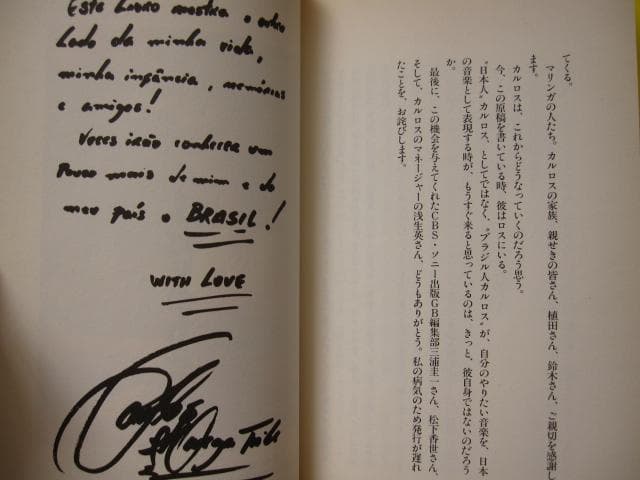 Este livro mostra o outro
lado da minha vida,
minha infância, memórias
e amigos!
Voces irão conhecer um
pouco mais de mim e do
meu país o BRASIL!
WITH LOVE
Carlos
てくる。
マリンガの人たち。カルロスの家族、親せきの皆さん、植田さん、鈴木さん、ご親切を感謝し
ます。
カルロスは、これからどうなっていくのだろう思う。
今、この原稿を書いている時、彼はロスにいる。
〝日本人〟カルロス、としてではなく、〝ブラジル人カルロス〟が、自分のやりたい音楽を、日本
の音楽として表現する時が、もうすぐ来ると思っているのは、きっと、彼自身ではないのだろう
か。
最後に、この機会を与えてくれたCBS・ソニー出版GB編集部三浦圭一さん、松下香世さん、
そして、カルロスのマネージャーの浅生英さん、どうもありがとう。私の病気のため発行が遅れ
たことを、お詫びします。